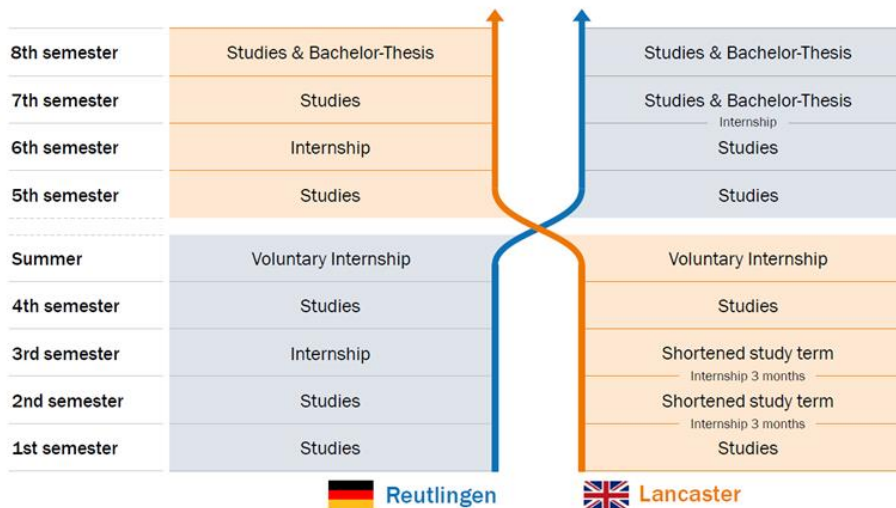 8th semester Studies & Bachelor-Thesis Studies & Bachelor-Thesis
7th semester Studies Studies & Bachelor-Thesis
Internship
6th semester Internship Studies
5th semester Studies Studies
Summer Voluntary Internship Voluntary Internship
4th semester Studies Studies
3rd semester Internship Shortened study term
Internship 3 months
2nd semester Studies Shortened study term
Internship 3 months
1st semester Studies Studies
Reutlingen Lancaster